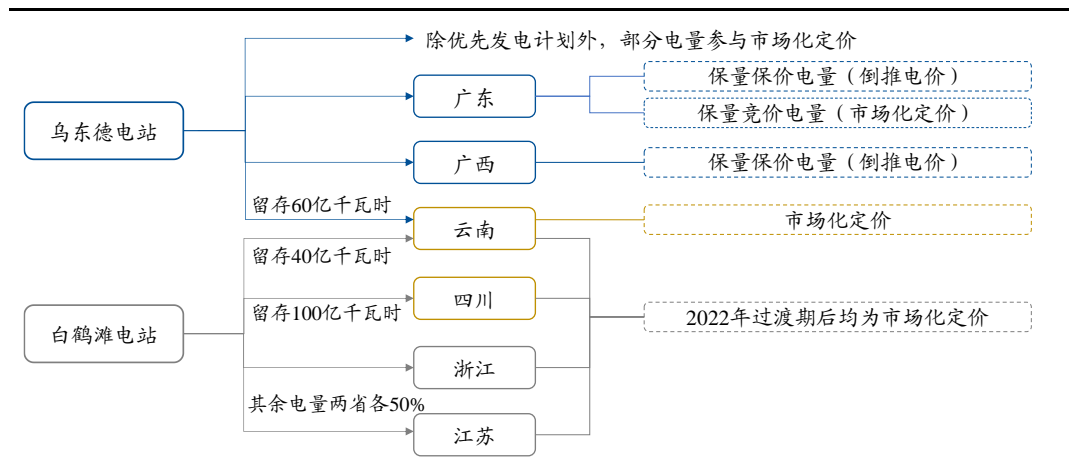 除优先发电计划外，部分电量参与市场化定价
广东
保量保价电量（倒推电价）
保量竞价电量（市场化定价）
乌东德电站
广西
保量保价电量（倒推电价）
留存60亿千瓦时
云南
市场化定价
留存40亿千瓦时
四川
留存100亿千瓦时
2022年过渡期后均为市场化定价
白鹤滩电站
浙江
其余电量两省各50%
江苏